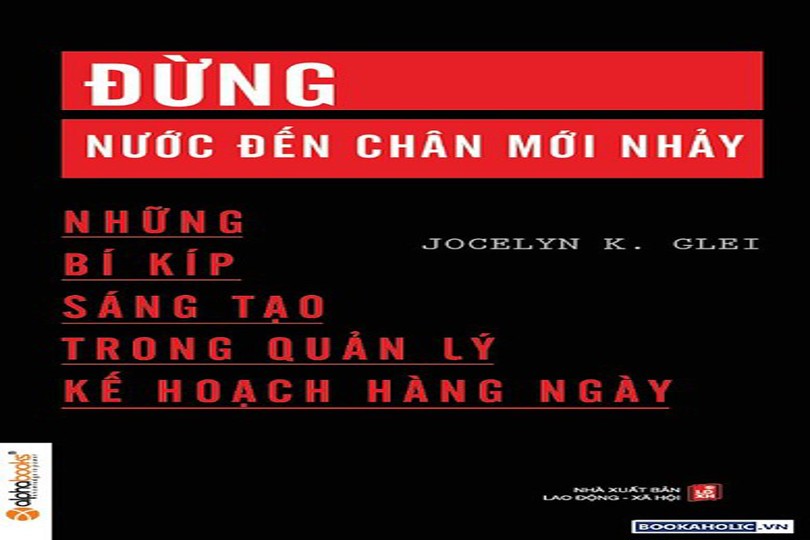 ĐỪNG
NƯỚC ĐẾN CHÂN MỚI NHẢY
NHỮNG
BÍ KÍP
SÁNG TẠO
TRONG QUẢN LÝ
KẾ HOẠCH HÀNG NGÀY
JOCELYN K. GLEI
alphabooks®
NHÀ XUẤT BẢN
LAO ĐỘNG - XÃ HỘI
BOOKAHOLIC.VN